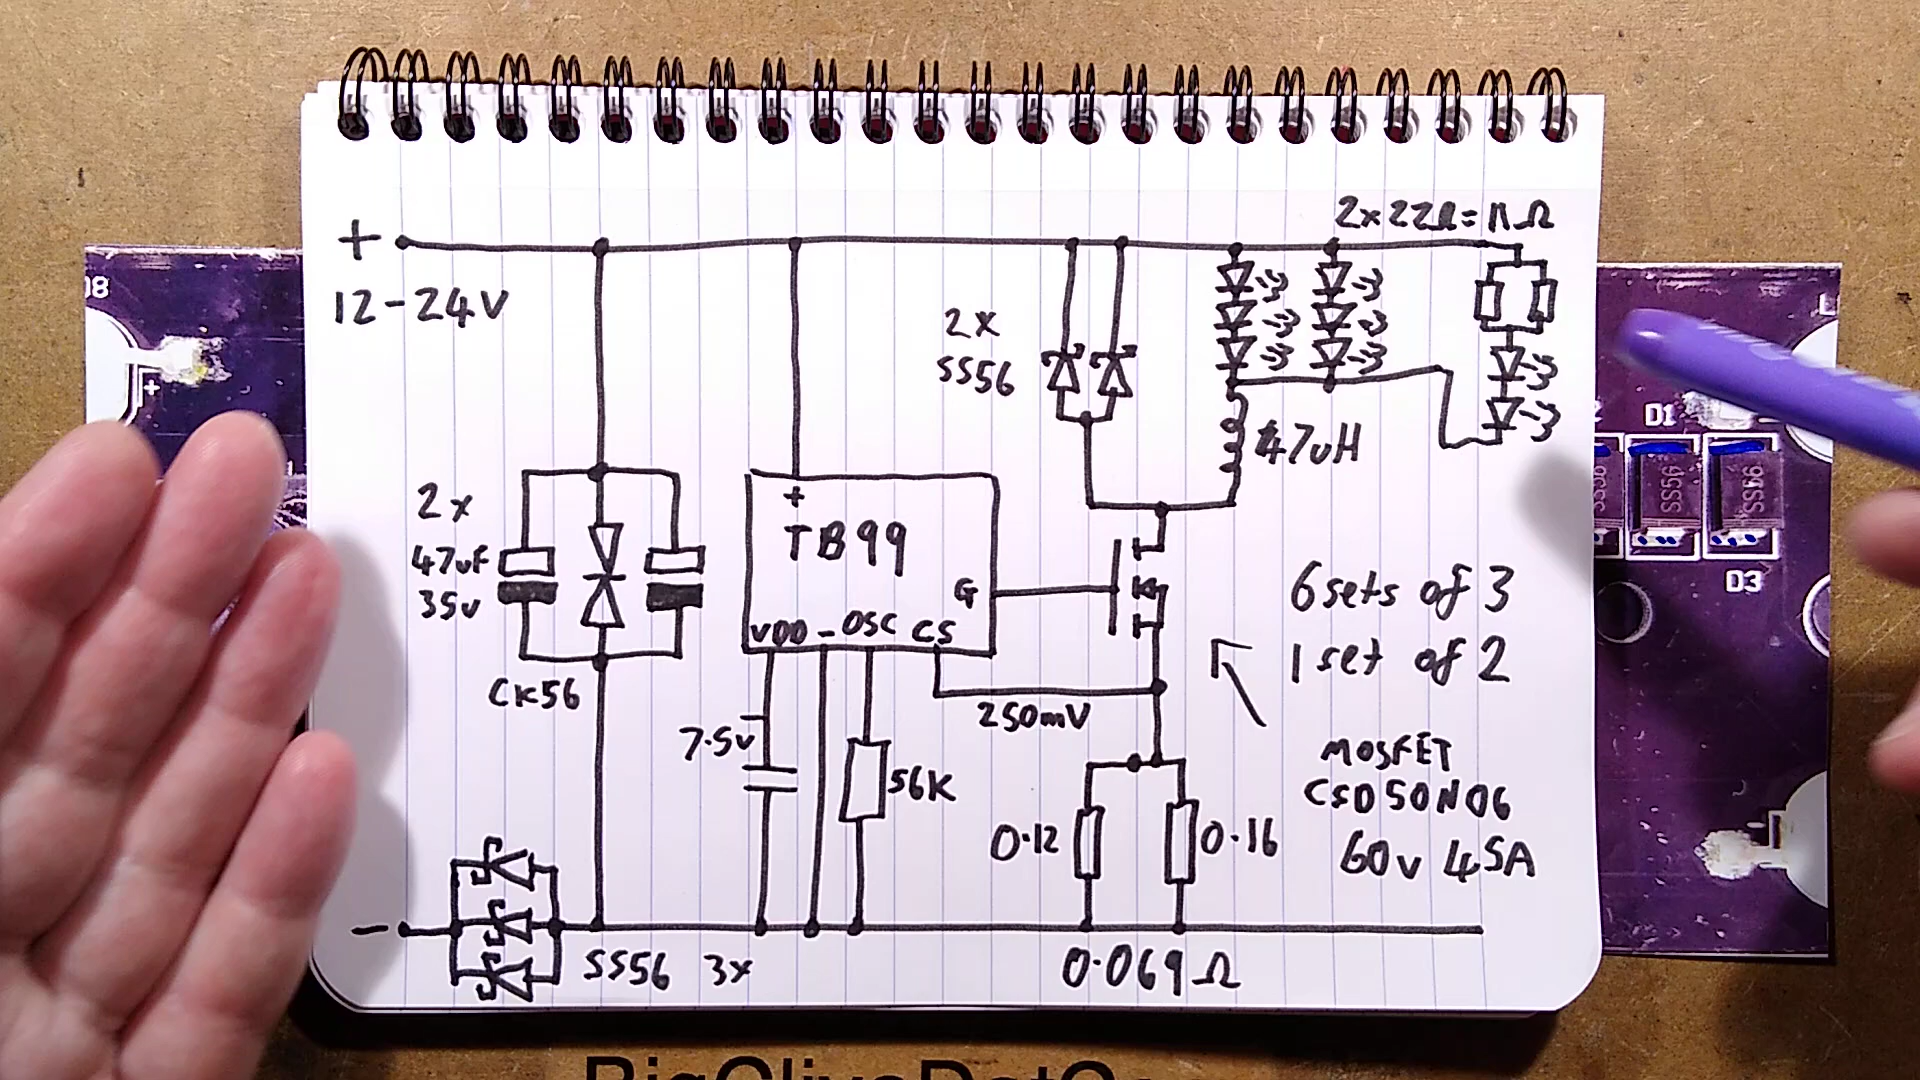 2x22Ω=11Ω
+
12-24V
2x
SS56
47uH
2x
47uF
35v
CK56
+
TB99
G
VDD - OSC CS
250mV
7.5v
56K
6 sets of 3
1 set of 2
MOSFET
CSD50N06
60v 45A
0.12
0.16
-
SS56 3x
0.069Ω
D1
SS56
SS56
D3
+